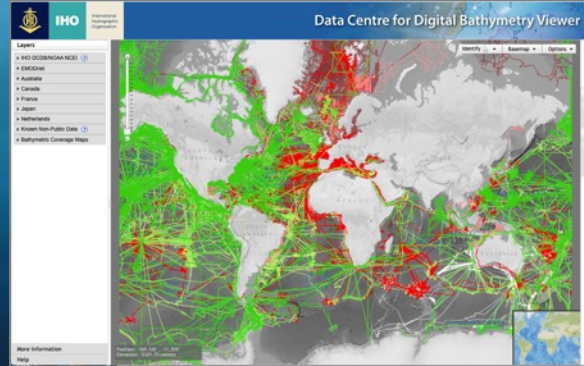 IHO
International
Hydrographic
Organization
Data Centre for Digital Bathymetry Viewer
Layers
IHO DCDB/NOAA NCEI
EMODnet
Australia
Canada
France
Japan
Netherlands
Known Non-Public Data
Bathymetric Coverage Maps
Identify
Basemap
Options
More Information
Help